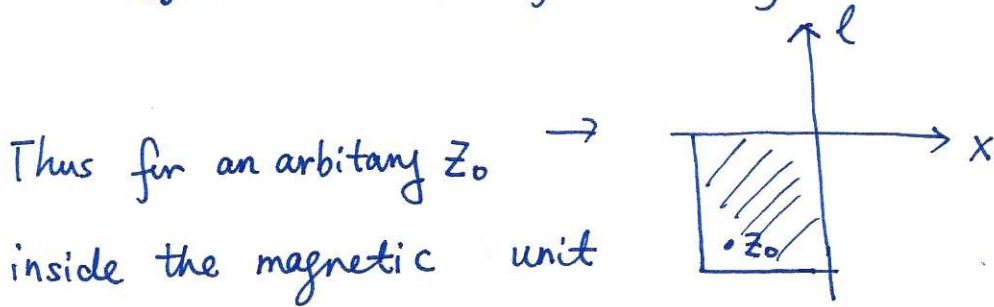 l
Thus for an arbitany Z₀ → X
Z₀
inside the magnetic unit